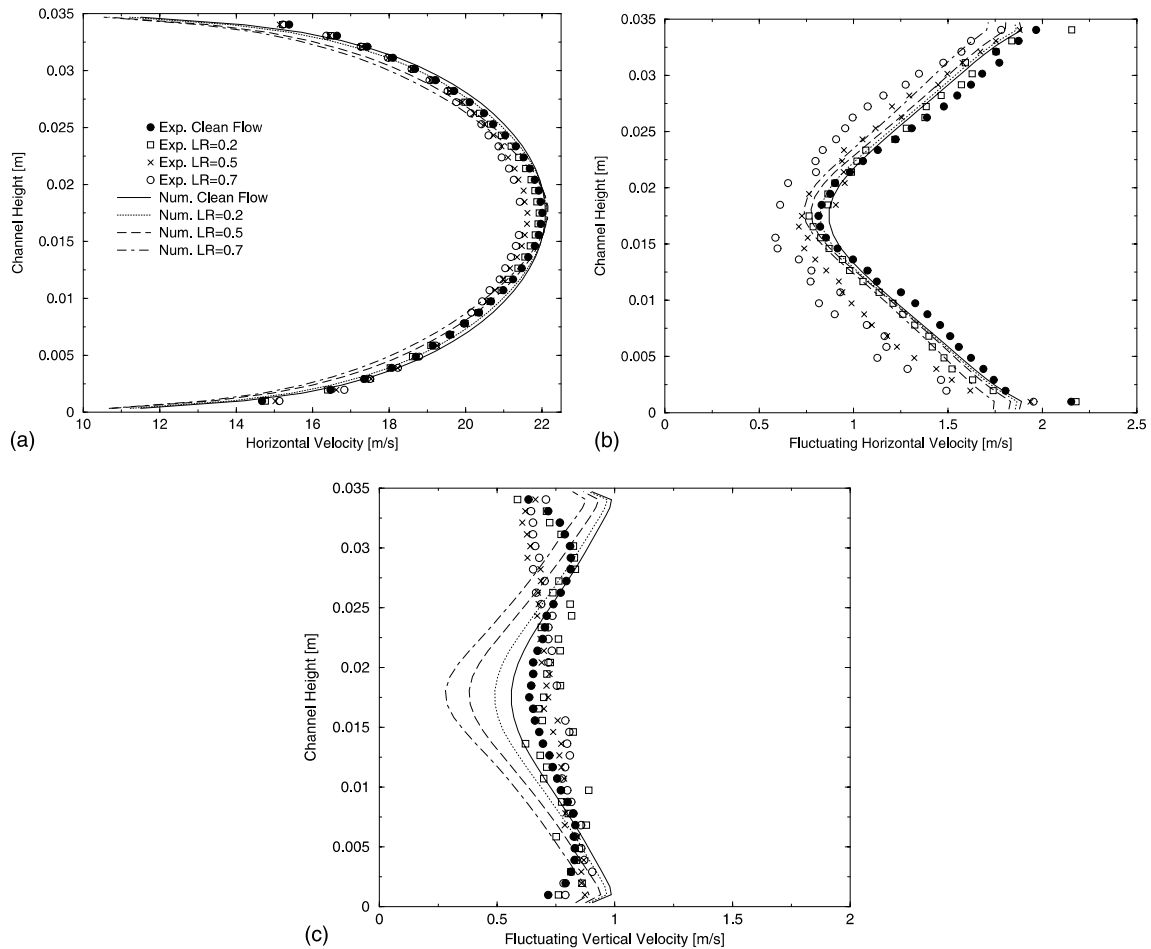 0.035
0.03
0.025
0.02
0.015
0.01
0.005
0
Channel Height [m]
Exp. Clean Flow
Exp. LR=0.2
Exp. LR=0.5
Exp. LR=0.7
Num. Clean Flow
Num. LR=0.2
Num. LR=0.5
Num. LR=0.7
10 12 14 16 18 20 22
Horizontal Velocity [m/s]
(a)
0.035
0.03
0.025
0.02
0.015
0.01
0.005
0
Channel Height [m]
0 0.5 1 1.5 2 2.5
Fluctuating Horizontal Velocity [m/s]
(b)
0.035
0.03
0.025
0.02
0.015
0.01
0.005
0
Channel Height [m]
0 0.5 1 1.5 2
Fluctuating Vertical Velocity [m/s]
(c)